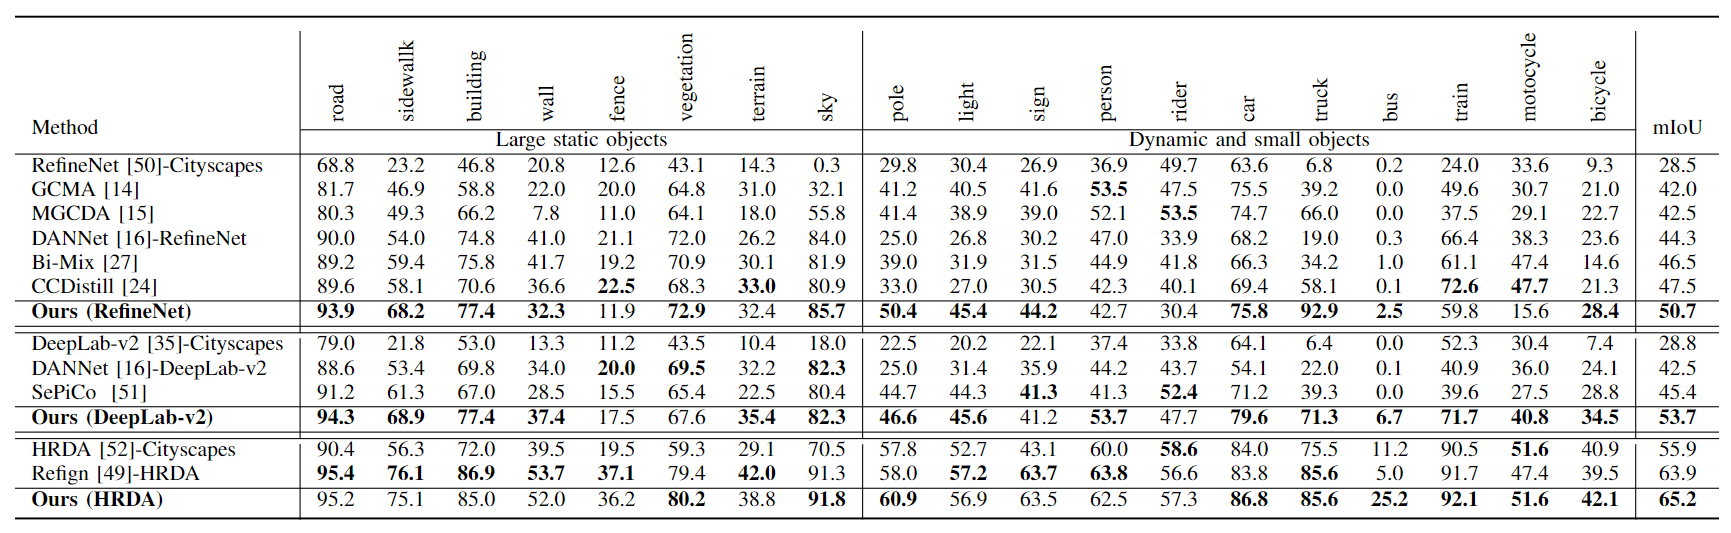 Method road sidewallk building wall fence vegetation terrain sky pole light sign person rider car truck bus train motocycle bicycle mIoU
Large static objects Dynamic and small objects
RefineNet [50]-Cityscapes 68.8 23.2 46.8 20.8 12.6 43.1 14.3 0.3 29.8 30.4 26.9 36.9 49.7 63.6 6.8 0.2 24.0 33.6 9.3 28.5
GCMA [14] 81.7 46.9 58.8 22.0 20.0 64.8 31.0 32.1 41.2 40.5 41.6 53.5 47.5 75.5 39.2 0.0 49.6 30.7 21.0 42.0
MGCDA [15] 80.3 49.3 66.2 7.8 11.0 64.1 18.0 55.8 41.4 38.9 39.0 52.1 53.5 74.7 66.0 0.0 37.5 29.1 22.7 42.5
DANNet [16]-RefineNet 90.0 54.0 74.8 41.0 21.1 72.0 26.2 84.0 25.0 26.8 30.2 47.0 33.9 68.2 19.0 0.3 66.4 38.3 23.6 44.3
Bi-Mix [27] 89.2 59.4 75.8 41.7 19.2 70.9 30.1 81.9 39.0 31.9 31.5 44.9 41.8 66.3 34.2 1.0 61.1 47.4 14.6 46.5
CCDistill [24] 89.6 58.1 70.6 36.6 22.5 68.3 33.0 80.9 33.0 27.0 30.5 42.3 40.1 69.4 58.1 0.1 72.6 47.7 21.3 47.5
Ours (RefineNet) 93.9 68.2 77.4 32.3 11.9 72.9 32.4 85.7 50.4 45.4 44.2 42.7 30.4 75.8 92.9 2.5 59.8 15.6 28.4 50.7
DeepLab-v2 [35]-Cityscapes 79.0 21.8 53.0 13.3 11.2 43.5 10.4 18.0 22.5 20.2 22.1 37.4 33.8 64.1 6.4 0.0 52.3 30.4 7.4 28.8
DANNet [16]-DeepLab-v2 88.6 53.4 69.8 34.0 20.0 69.5 32.2 82.3 25.0 31.4 35.9 44.2 43.7 54.1 22.0 0.1 40.9 36.0 24.1 42.5
SePiCo [51] 91.2 61.3 67.0 28.5 15.5 65.4 22.5 80.4 44.7 44.3 41.3 41.3 52.4 71.2 39.3 0.0 39.6 27.5 28.8 45.4
Ours (DeepLab-v2) 94.3 68.9 77.4 37.4 17.5 67.6 35.4 82.3 46.6 45.6 41.2 53.7 47.7 79.6 71.3 6.7 71.7 40.8 34.5 53.7
HRDA [52]-Cityscapes 90.4 56.3 72.0 39.5 19.5 59.3 29.1 70.5 57.8 52.7 43.1 60.0 58.6 84.0 75.5 11.2 90.5 51.6 40.9 55.9
Refign [49]-HRDA 95.4 76.1 86.9 53.7 37.1 79.4 42.0 91.3 58.0 57.2 63.7 63.8 56.6 83.8 85.6 5.0 91.7 47.4 39.5 63.9
Ours (HRDA) 95.2 75.1 85.0 52.0 36.2 80.2 38.8 91.8 60.9 56.9 63.5 62.5 57.3 86.8 85.6 25.2 92.1 51.6 42.1 65.2